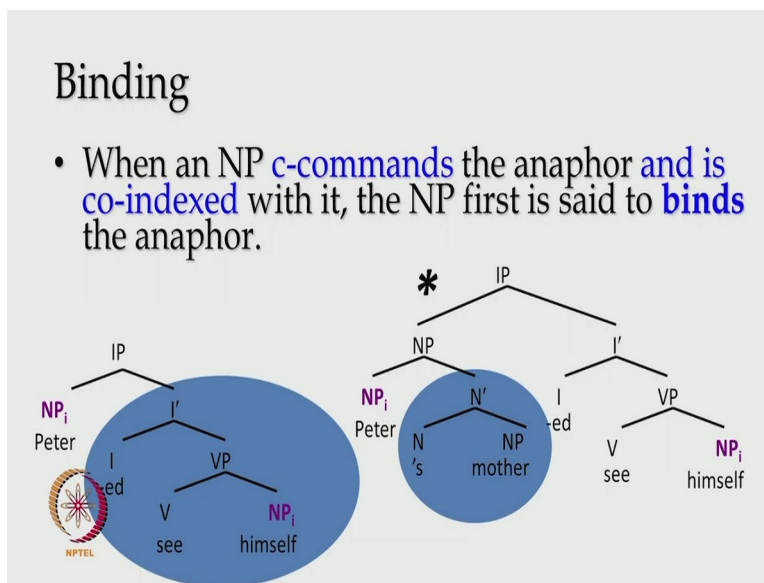 Binding
• When an NP c-commands the anaphor and is
co-indexed with it, the NP first is said to binds
the anaphor.
IP
NPi
Peter
I'
I
-ed
VP
V
see
NPi
himself
*
IP
NP
NPi
Peter
N'
N
's
NP
mother
I'
I
-ed
VP
V
see
NPi
himself
NPTEL